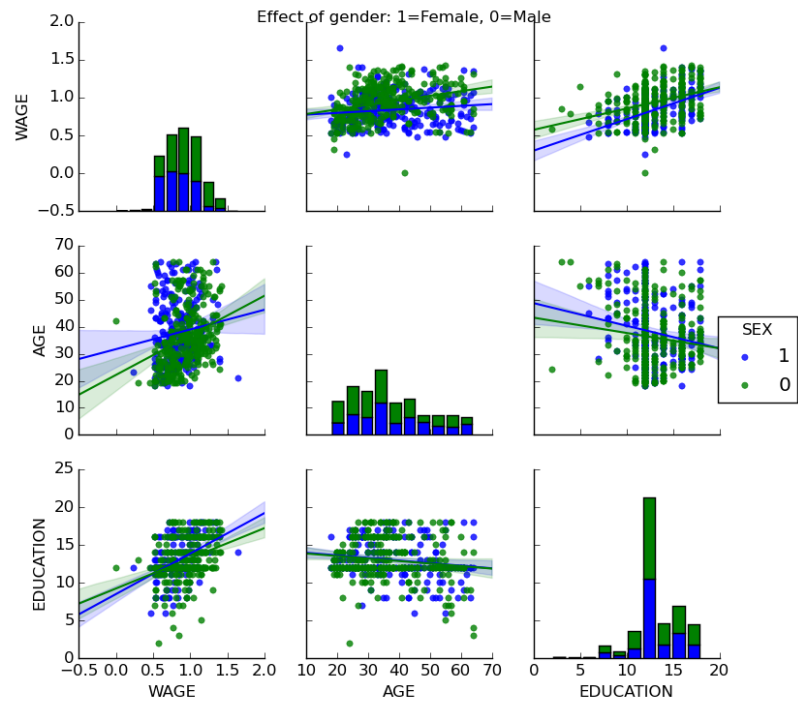 Effect of gender: 1=Female, 0=Male
2.0
1.5
1.0
0.5
0.0
−0.5
WAGE
70
60
50
40
30
20
10
0
AGE
SEX
1
0
25
20
15
10
5
0
EDUCATION
−0.5 0.0 0.5 1.0 1.5 2.0
10 20 30 40 50 60 70
0 5 10 15 20
WAGE
AGE
EDUCATION